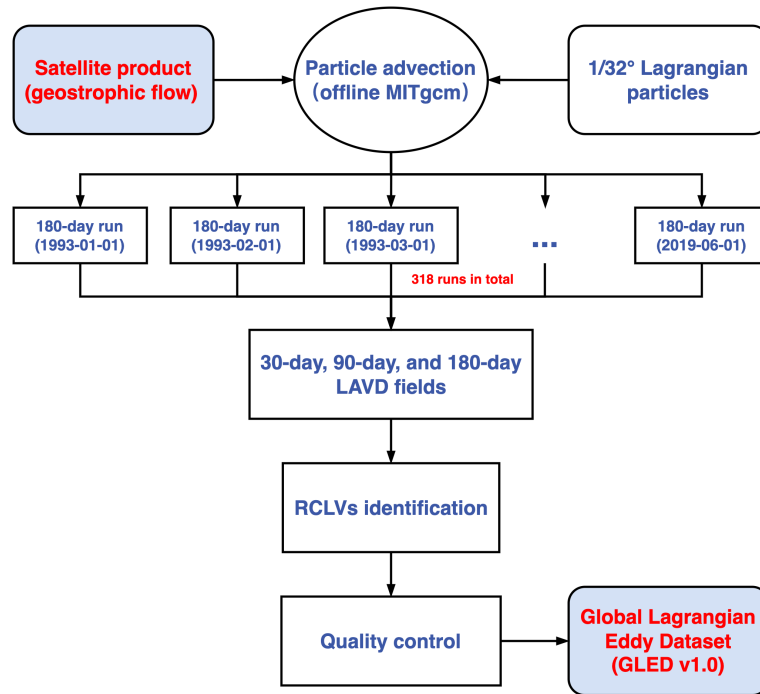 Satellite product
(geostrophic flow)
Particle advection
(offline MITgcm)
1/32° Lagrangian
particles
180-day run
(1993-01-01)
180-day run
(1993-02-01)
180-day run
(1993-03-01)
...
180-day run
(2019-06-01)
318 runs in total
30-day, 90-day, and 180-day
LAVD fields
RCLVs identification
Quality control
Global Lagrangian
Eddy Dataset
(GLED v1.0)